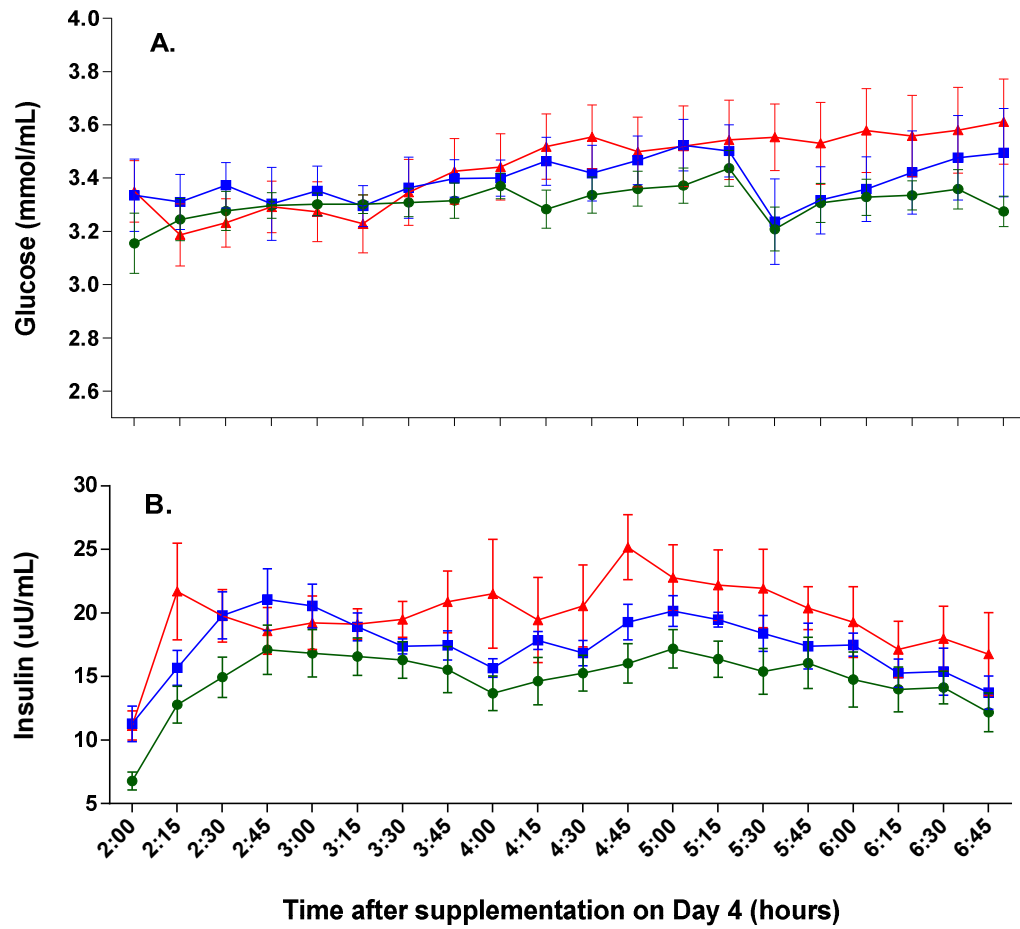 A.
Glucose (mmol/mL)
4.0
3.8
3.6
3.4
3.2
3.0
2.8
2.6
B.
Insulin (uU/mL)
30
25
20
15
10
5
2:00 2:15 2:30 2:45 3:00 3:15 3:30 3:45 4:00 4:15 4:30 4:45 5:00 5:15 5:30 5:45 6:00 6:15 6:30 6:45
Time after supplementation on Day 4 (hours)